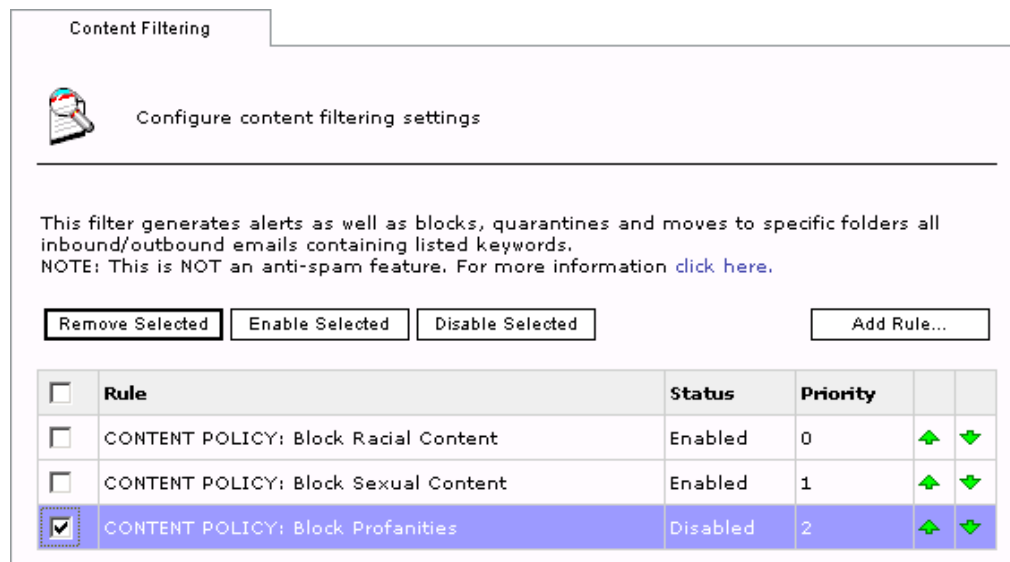 Content Filtering
Configure content filtering settings
This filter generates alerts as well as blocks, quarantines and moves to specific folders all
inbound/outbound emails containing listed keywords.
NOTE: This is NOT an anti-spam feature. For more information click here.
Remove Selected Enable Selected Disable Selected Add Rule...
Rule Status Priority
CONTENT POLICY: Block Racial Content Enabled 0
CONTENT POLICY: Block Sexual Content Enabled 1
CONTENT POLICY: Block Profanities Disabled 2